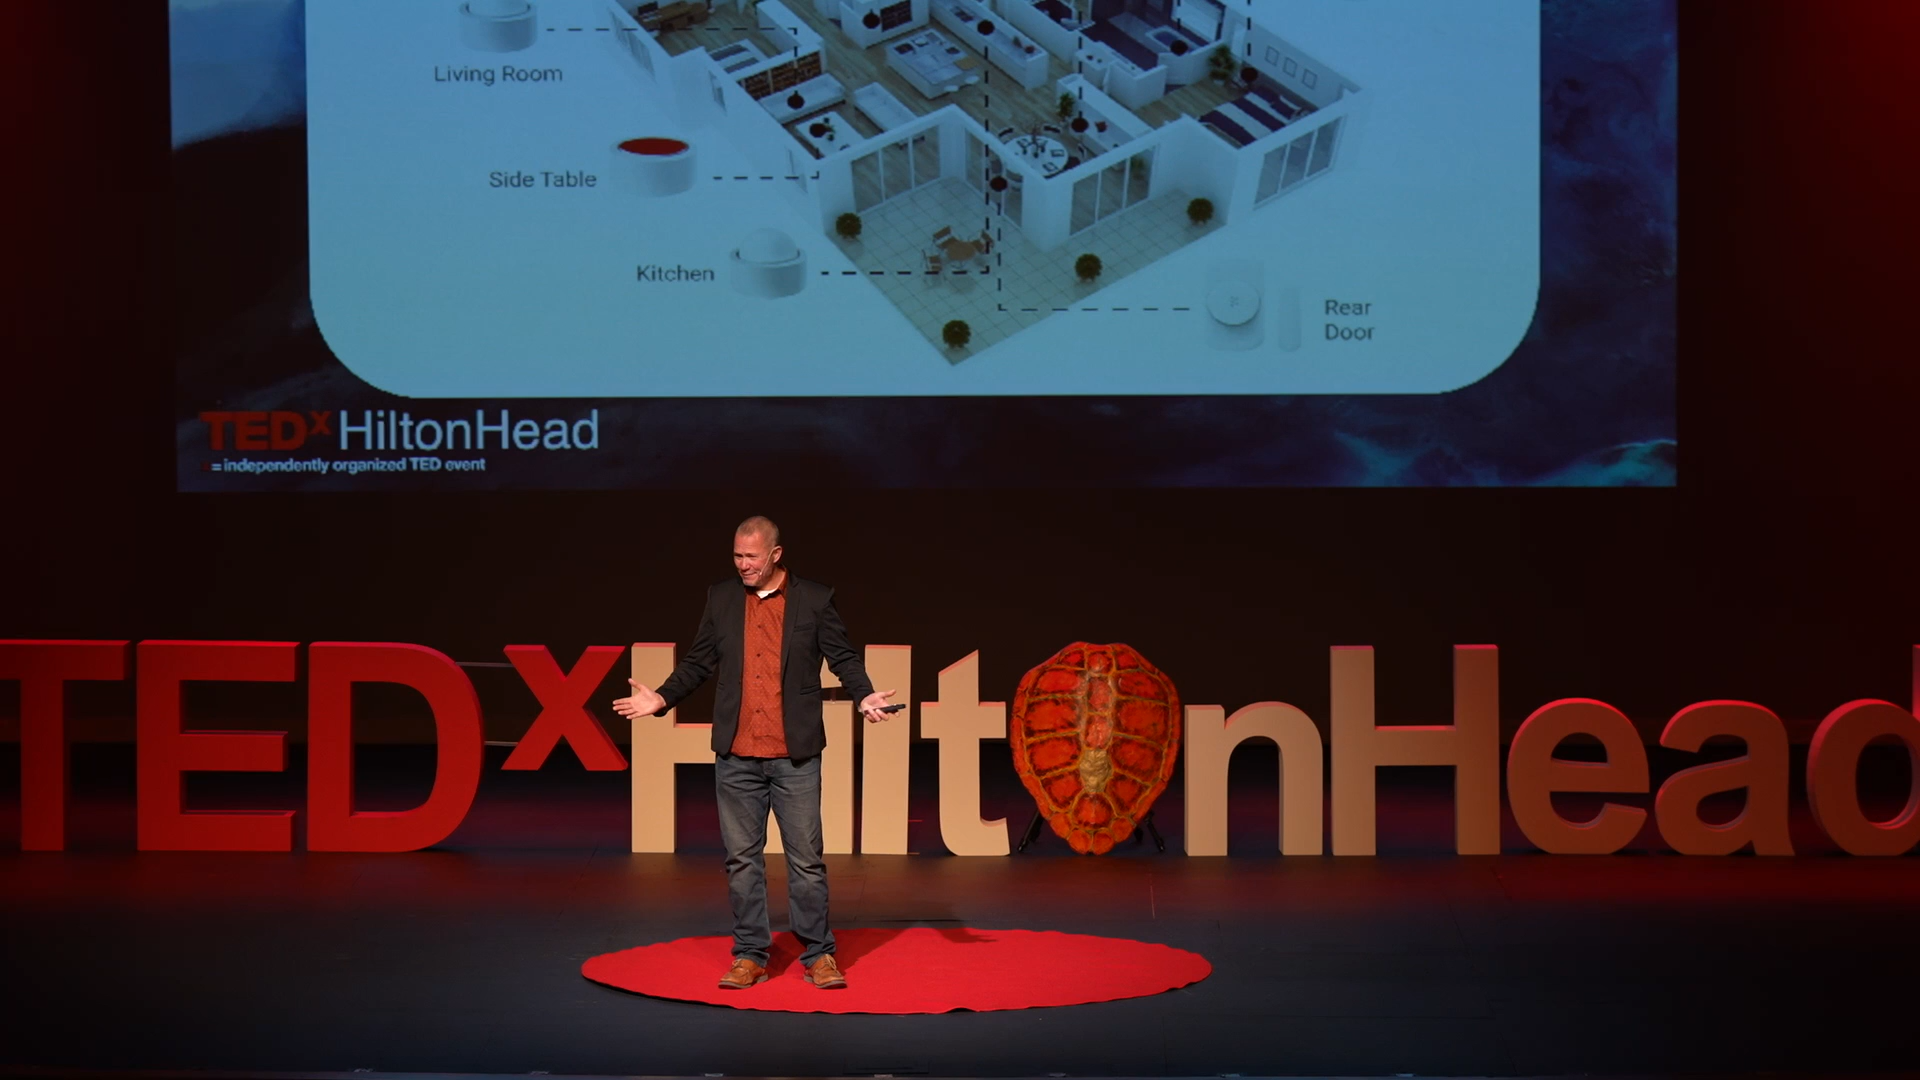 Living Room
Side Table
Kitchen
Rear
Door
TEDx HiltonHead
x = independently organized TED event
TEDx HiltonHead